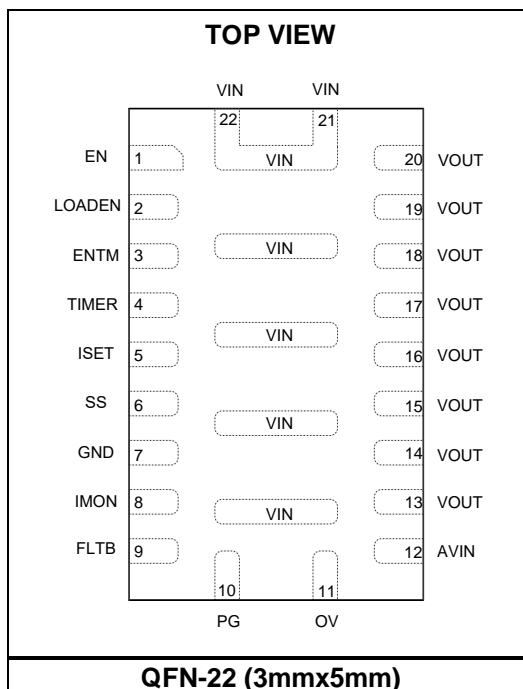 TOP VIEW
VIN VIN
22 21
EN 1 VIN 20 VOUT
LOADEN 2 19 VOUT
ENTM 3 VIN 18 VOUT
TIMER 4 17 VOUT
ISET 5 VIN 16 VOUT
SS 6 15 VOUT
VIN
GND 7 14 VOUT
IMON 8 VIN 13 VOUT
FLTB 9 12 AVIN
10 11
PG OV
QFN-22 (3mmx5mm)